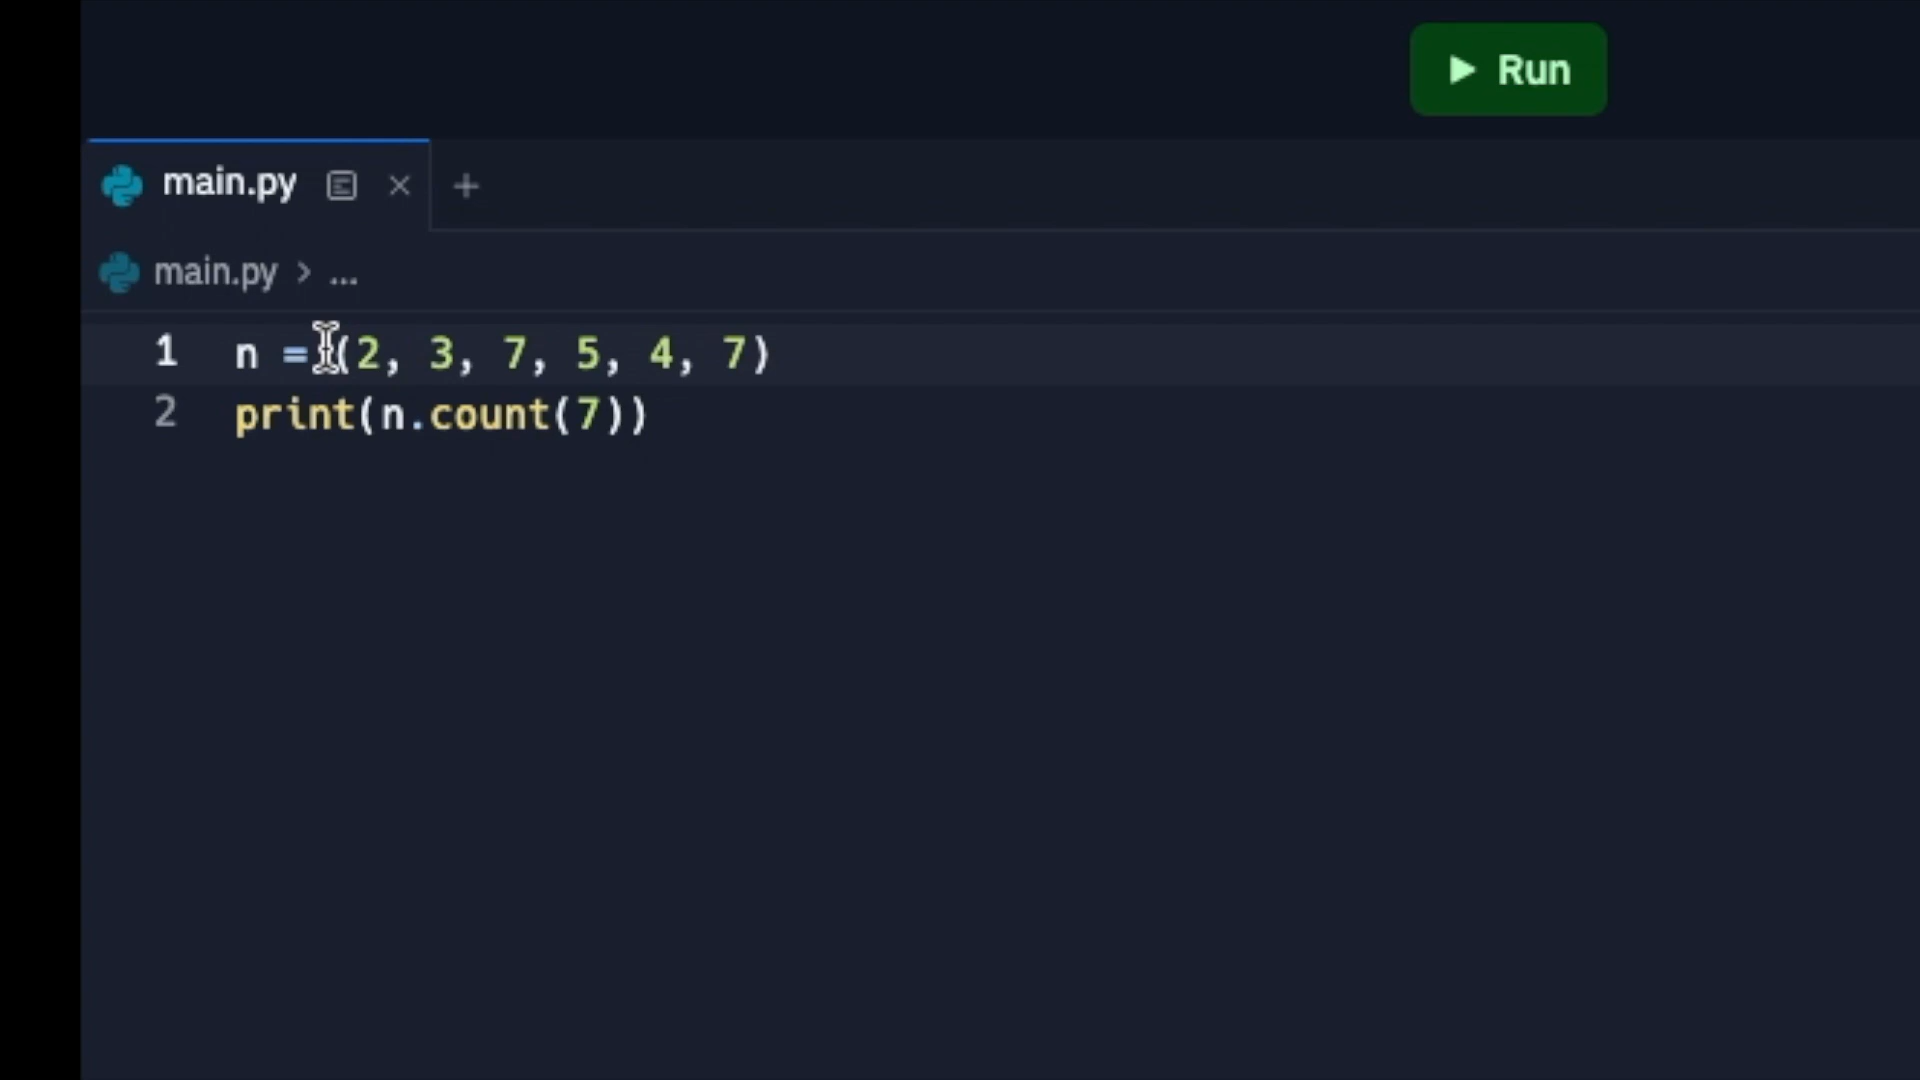 Run
main.py
main.py > ...
1 n = (2, 3, 7, 5, 4, 7)
2 print(n.count(7))